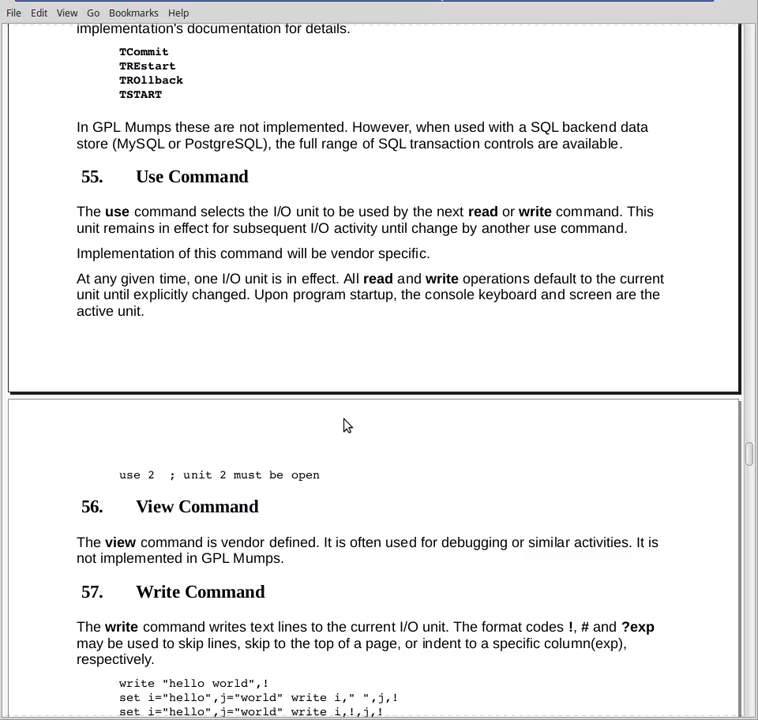 File Edit View Go Bookmarks Help
implementation's documentation for details.
TCommit
TREstart
TROllback
TSTART
In GPL Mumps these are not implemented. However, when used with a SQL backend data
store (MySQL or PostgreSQL), the full range of SQL transaction controls are available.
55. Use Command
The use command selects the I/O unit to be used by the next read or write command. This
unit remains in effect for subsequent I/O activity until change by another use command.
Implementation of this command will be vendor specific.
At any given time, one I/O unit is in effect. All read and write operations default to the current
unit until explicitly changed. Upon program startup, the console keyboard and screen are the
active unit.
use 2 ; unit 2 must be open
56. View Command
The view command is vendor defined. It is often used for debugging or similar activities. It is
not implemented in GPL Mumps.
57. Write Command
The write command writes text lines to the current I/O unit. The format codes !, # and ?exp
may be used to skip lines, skip to the top of a page, or indent to a specific column(exp),
respectively.
write "hello world",!
set i="hello",j="world" write i," ",j,!
set i="hello",j="world" write i,!,j,!